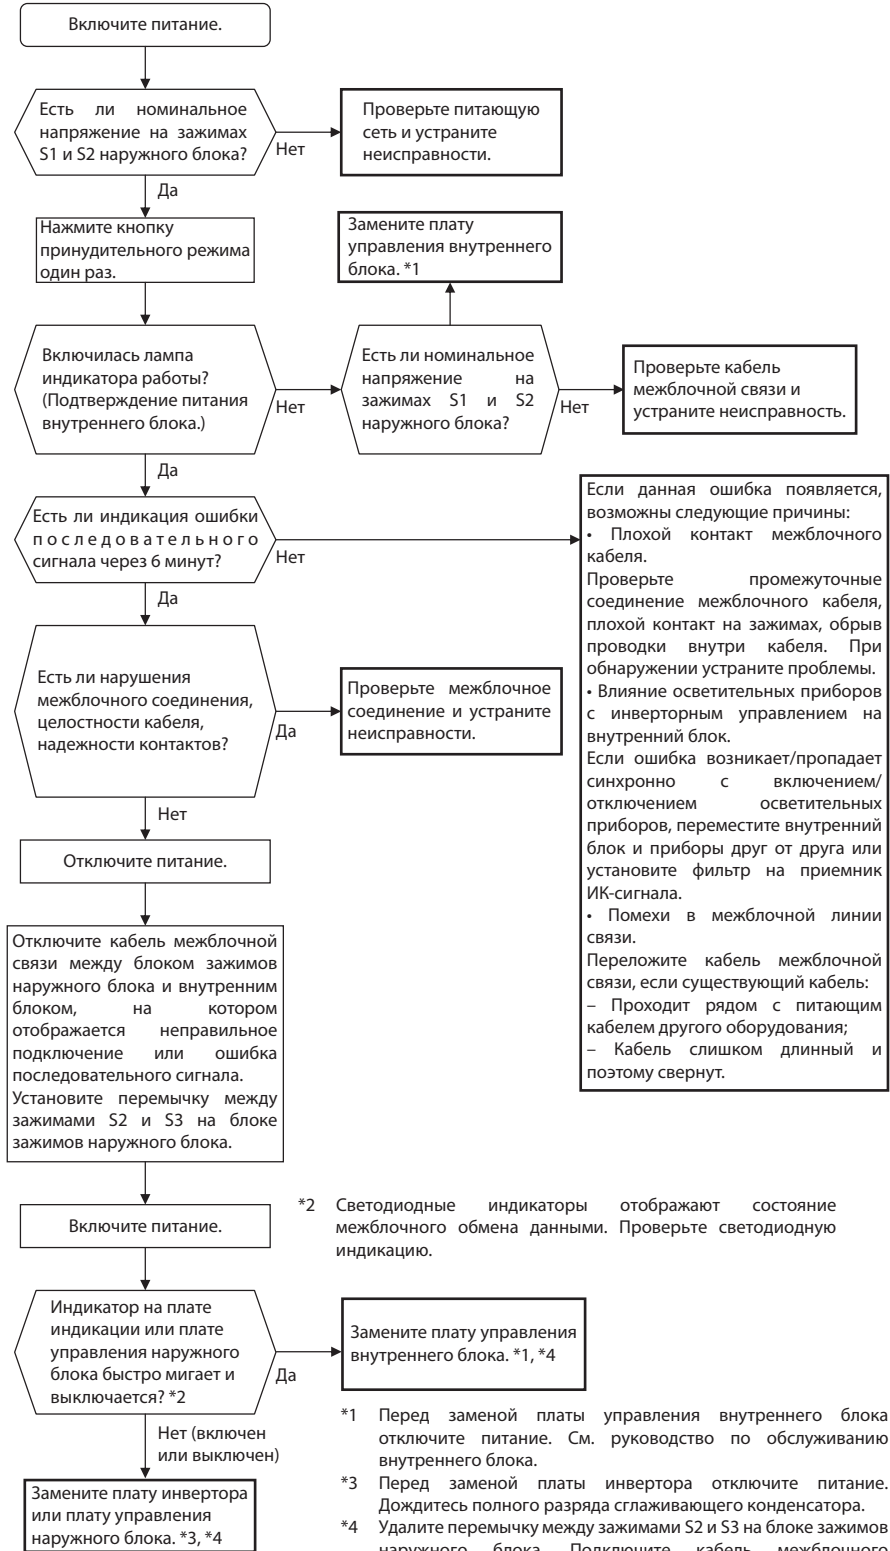 Включите питание.
Есть ли номинальное
напряжение на зажимах
S1 и S2 наружного блока?
Нет
Проверьте питающую
сеть и устраните
неисправности.
Да
Нажмите кнопку
принудительного режима
один раз.
Замените плату
управления внутреннего
блока. *1
Включилась лампа
индикатора работы?
(Подтверждение питания
внутреннего блока.)
Нет
Есть ли номинальное
напряжение на
зажимах S1 и S2
наружного блока?
Нет
Проверьте кабель
межблочной связи и
устраните неисправность.
Да
Есть ли индикация ошибки
последовательного
сигнала через 6 минут?
Нет
Если данная ошибка появляется,
возможны следующие причины:
• Плохой контакт межблочного
кабеля.
Проверьте промежуточные
соединение межблочного кабеля,
плохой контакт на зажимах, обрыв
проводки внутри кабеля. При
обнаружении устраните проблемы.
• Влияние осветительных приборов
с инверторным управлением на
внутренний блок.
Если ошибка возникает/пропадает
синхронно с включением/
отключением осветительных
приборов, переместите внутренний
блок и приборы друг от друга или
установите фильтр на приемник
ИК-сигнала.
• Помехи в межблочной линии
связи.
Переложите кабель межблочной
связи, если существующий кабель:
– Проходит рядом с питающим
кабелем другого оборудования;
– Кабель слишком длинный и
поэтому свернут.
Да
Есть ли нарушения
межблочного соединения,
целостности кабеля,
надежности контактов?
Да
Проверьте межблочное
соединение и устраните
неисправности.
Нет
Отключите питание.
Отключите кабель межблочной
связи между блоком зажимов
наружного блока и внутренним
блоком, на котором
отображается неправильное
подключение или ошибка
последовательного сигнала.
Установите перемычку между
зажимами S2 и S3 на блоке
зажимов наружного блока.
Включите питание.
*2 Светодиодные индикаторы отображают состояние
межблочного обмена данными. Проверьте светодиодную
индикацию.
Индикатор на плате
индикации или плате
управления наружного
блока быстро мигает и
выключается? *2
Да
Замените плату управления
внутреннего блока. *1, *4
Нет (включен
или выключен)
Замените плату инвертора
или плату управления
наружного блока. *3, *4
*1 Перед заменой платы управления внутреннего блока
отключите питание. См. руководство по обслуживанию
внутреннего блока.
*3 Перед заменой платы инвертора отключите питание.
Дождитесь полного разряда сглаживающего конденсатора.
*4 Удалите перемычку между зажимами S2 и S3 на блоке зажимов
наружного блока. Подключите кабель межблочного